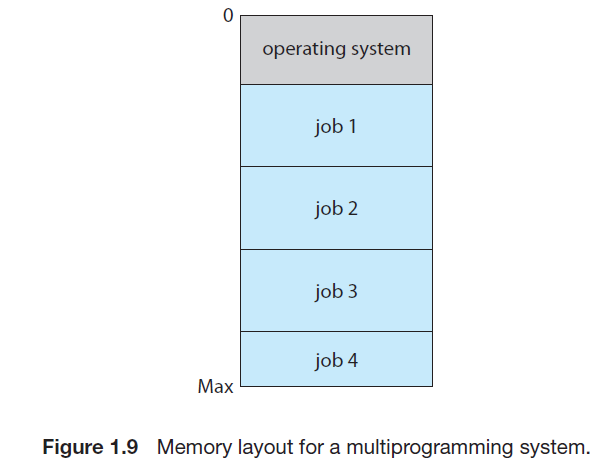 0
operating system
job 1
job 2
job 3
job 4
Max
Figure 1.9 Memory layout for a multiprogramming system.